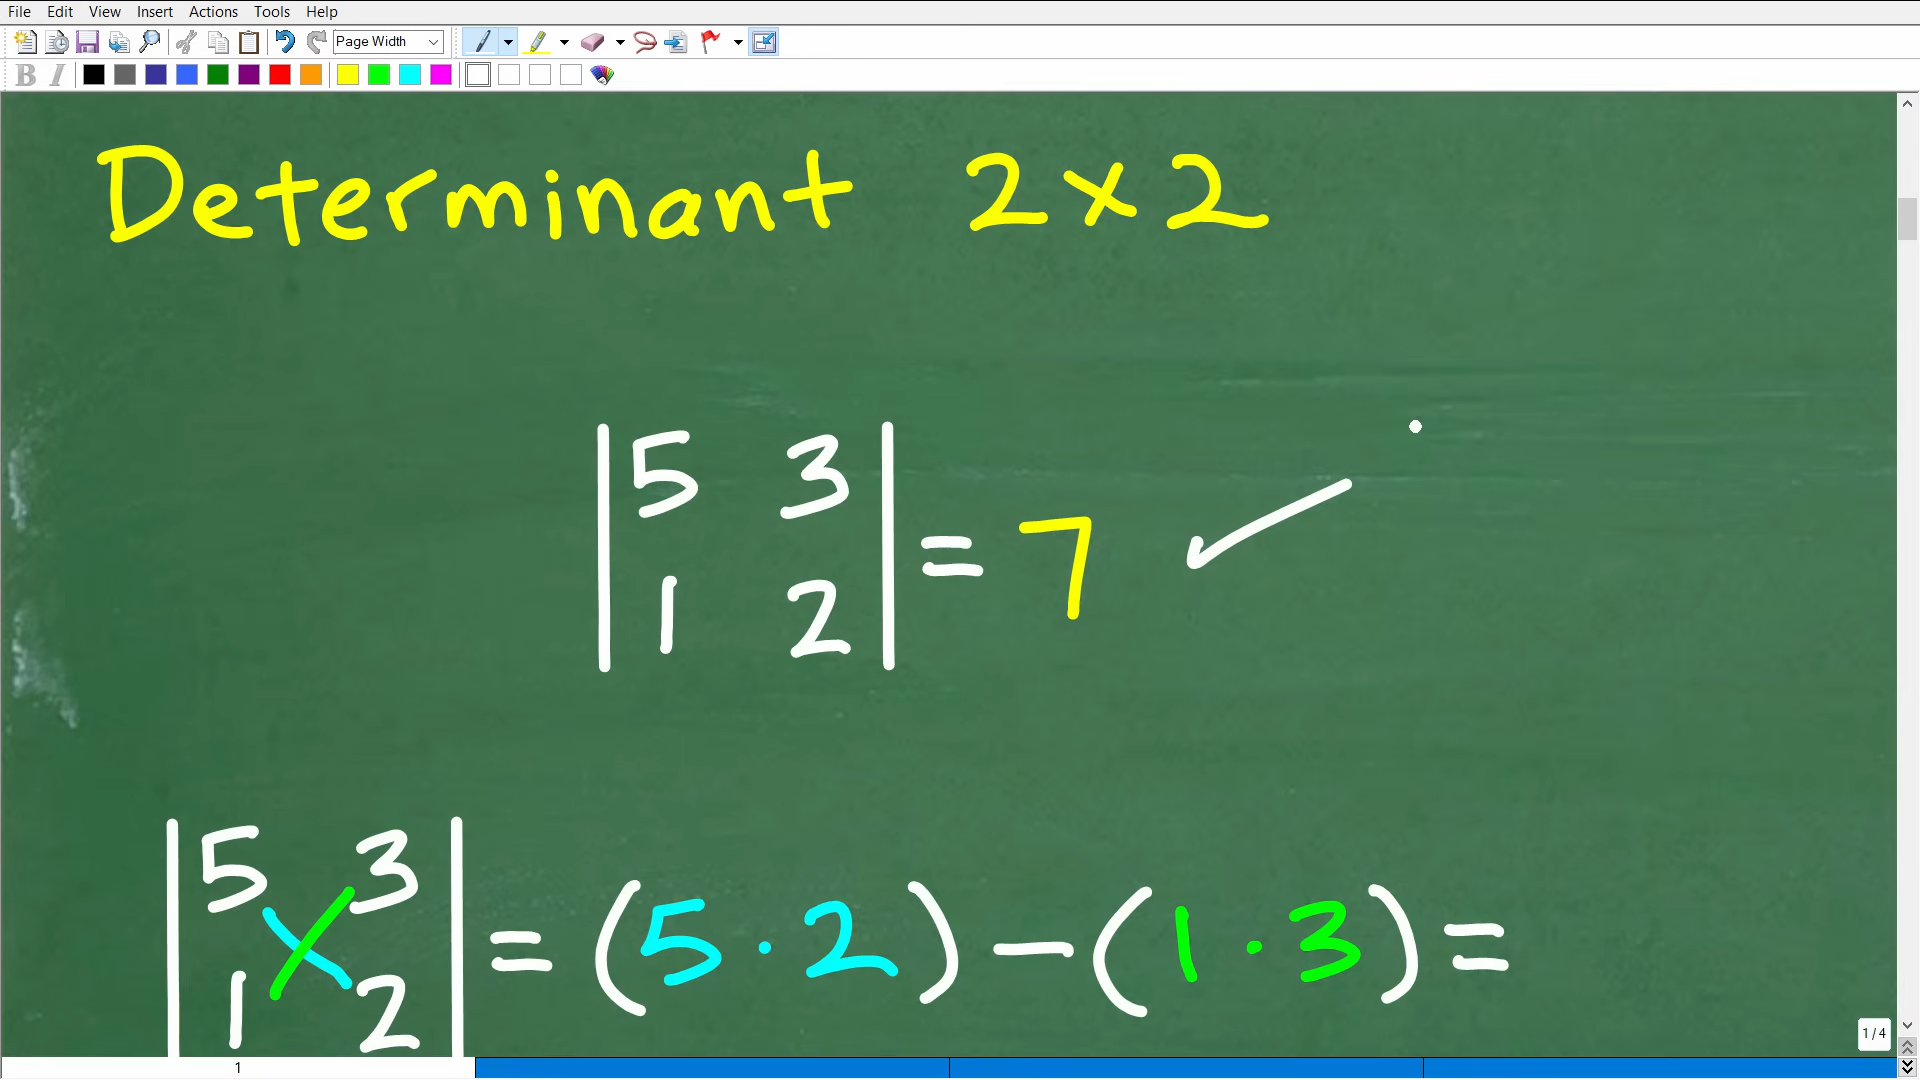 File Edit View Insert Actions Tools Help
Page Width
B I
Determinant 2x2
|5 3|
|1 2| = 7 ✓
|5 3|
|1 2| = (5 · 2) − (1 · 3) =
1 / 4
1